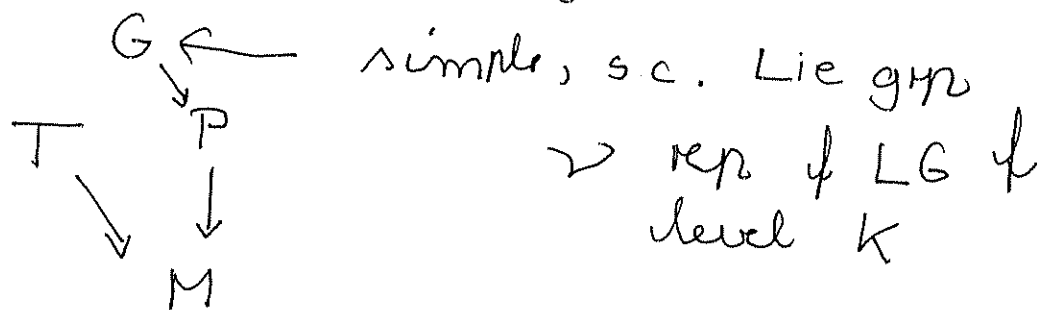 G ← simple, s.c. Lie grp
T P
V rep of LG of
level K
M